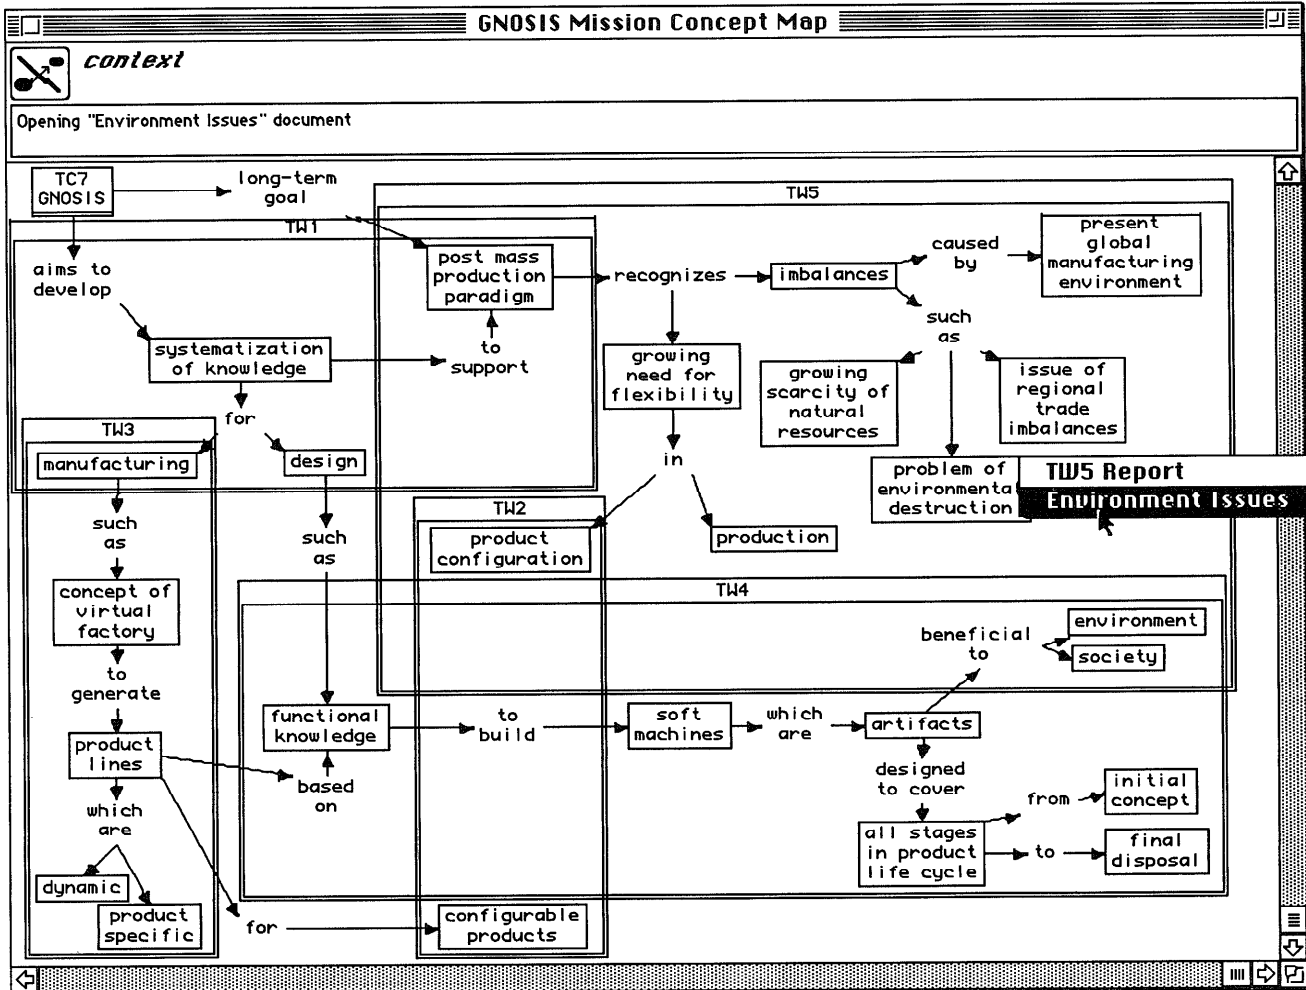 GNOSIS Mission Concept Map
context
Opening "Environment Issues" document
TC7
GNOSIS
long-term
goal
TW5
TW1
aims to
develop
post mass
production
paradigm
recognizes
imbalances
caused
by
present
global
manufacturing
environment
such
as
systematization
of knowledge
to
support
growing
need for
flexibility
growing
scarcity of
natural
resources
issue of
regional
trade
imbalances
for
TW3
manufacturing
design
in
problem of
environmenta
destruction
TW5 Report
Environment Issues
such
as
such
as
TW2
product
configuration
production
concept of
virtual
factory
TW4
beneficial
to
environment
society
to
generate
functional
knowledge
to
build
soft
machines
which
are
artifacts
product
lines
based
on
designed
to cover
from
initial
concept
which
are
all stages
in product
life cycle
to
final
disposal
dynamic
product
specific
for
configurable
products